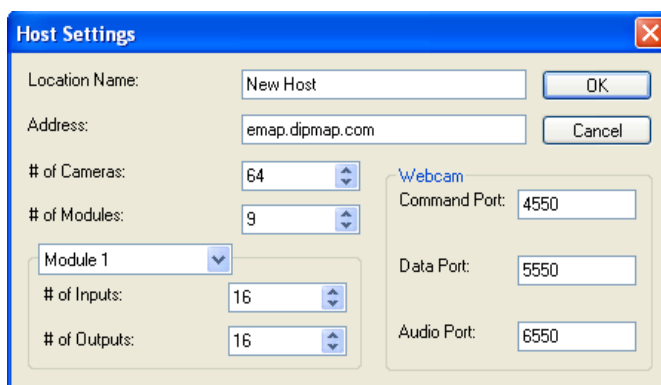 Host Settings
Location Name: New Host OK
Address: emap.dipmap.com Cancel
# of Cameras: 64
# of Modules: 9
Module 1
# of Inputs: 16
# of Outputs: 16
Webcam
Command Port: 4550
Data Port: 5550
Audio Port: 6550